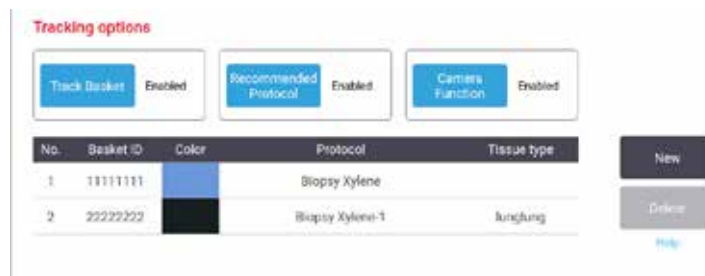 Tracking options
Track Basket Enabled
Recommended Protocol Enabled
Camera Function Enabled
No. Basket ID Color Protocol Tissue type
1 11111111 Biopsy Xylene
2 22222222 Biopsy Xylene-1 lunglung
New
Delete
Help